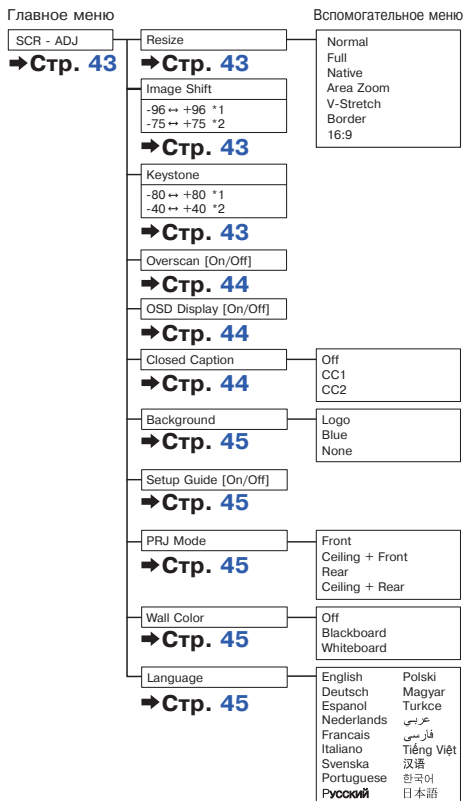 Главное меню
Вспомогательное меню
SCR - ADJ
➡Стр. 43
Resize
➡Стр. 43
Normal
Full
Native
Area Zoom
V-Stretch
Border
16:9
Image Shift
-96↔ +96 *1
-75↔ +75 *2
➡Стр. 43
Keystone
-80↔ +80 *1
-40↔ +40 *2
➡Стр. 43
Overscan [On/Off]
➡Стр. 44
OSD Display [On/Off]
➡Стр. 44
Closed Caption
➡Стр. 44
Off
CC1
CC2
Background
➡Стр. 45
Logo
Blue
None
Setup Guide [On/Off]
➡Стр. 45
PRJ Mode
➡Стр. 45
Front
Ceiling + Front
Rear
Ceiling + Rear
Wall Color
➡Стр. 45
Off
Blackboard
Whiteboard
Language
➡Стр. 45
English Polski
Deutsch Magyar
Espanol Turkce
Nederlands عربي
Francais فارسی
Italiano Tiếng Việt
Svenska 汉语
Portuguese 한국어
Русский 日本語